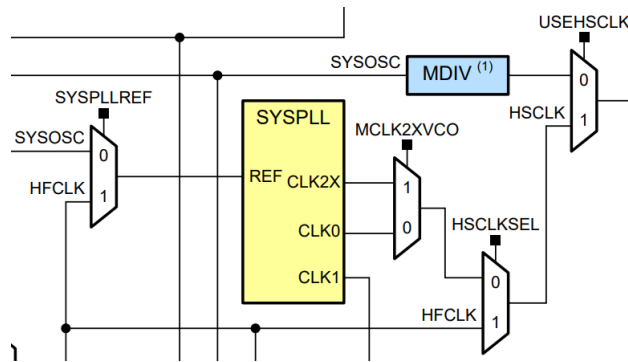 USEHSCLK
SYSOSC
MDIV (1)
0
SYSPLLREF
HSCLK
1
SYSPLL
MCLK2XVCO
SYSOSC
0
REF
CLK2X
1
HFCLK
1
HSCLKSEL
CLK0
0
CLK1
0
HFCLK
1